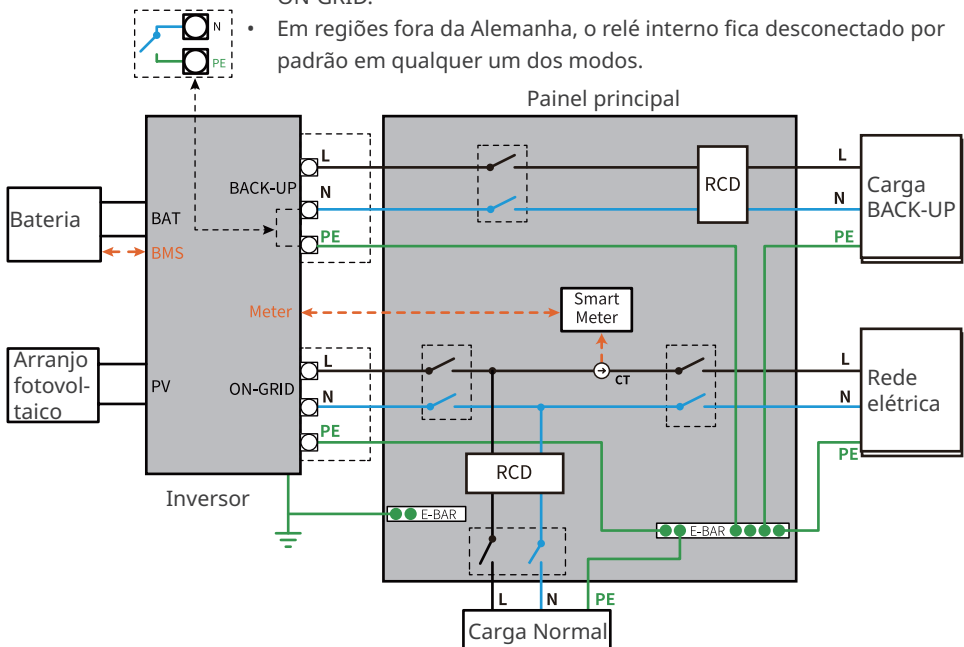 ON-GRID.
N
PE
• Em regiões fora da Alemanha, o relé interno fica desconectado por
padrão em qualquer um dos modos.
Painel principal
L
BACK-UP
N
PE
RCD
L
N
PE
Carga
BACK-UP
Bateria
BAT
BMS
Meter
Smart
Meter
Arranjo
fotovol-
taico
PV
ON-GRID
L
N
PE
CT
L
N
PE
Rede
elétrica
Inversor
RCD
E-BAR
E-BAR
L
N
PE
Carga Normal